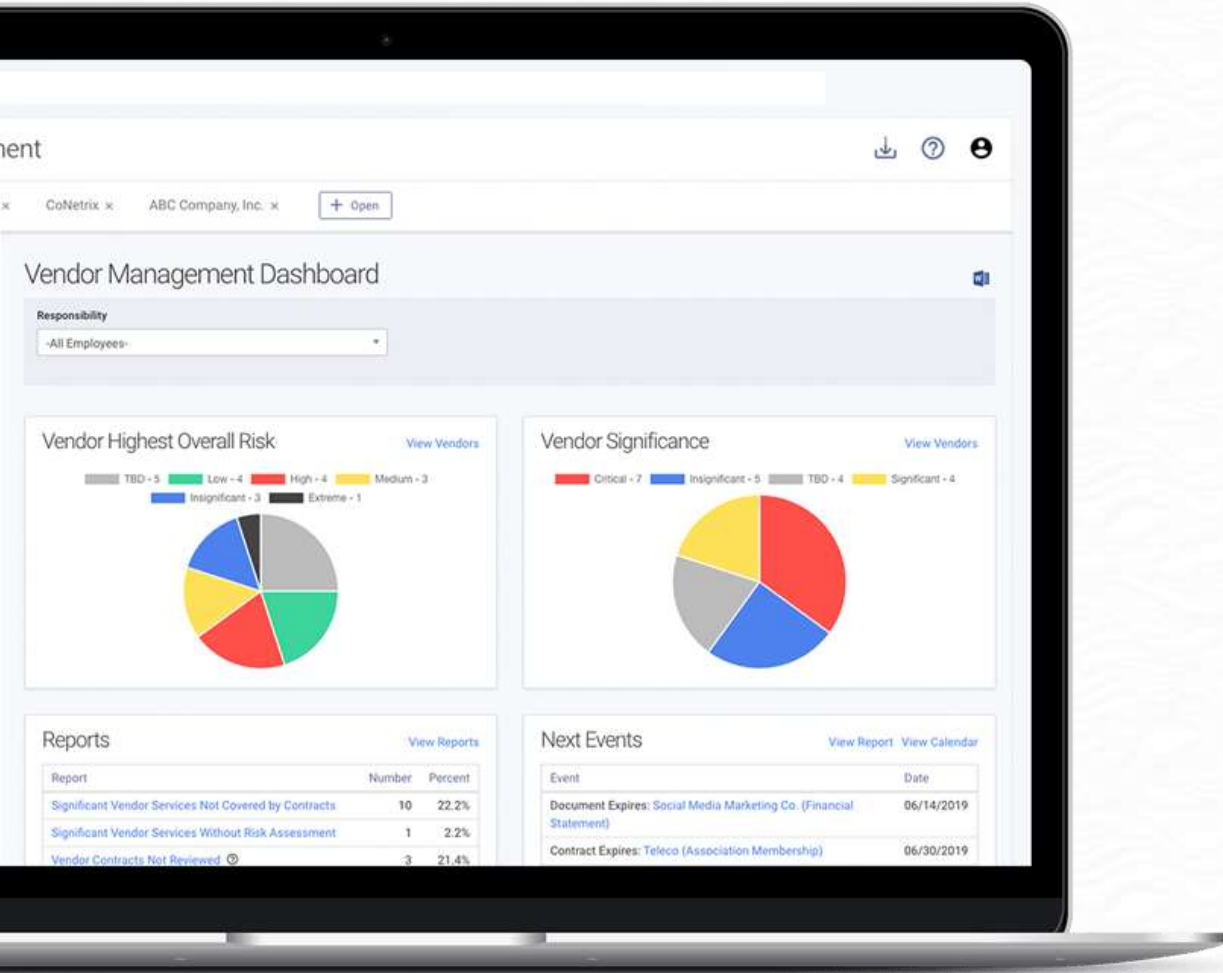 ent
× CoNetrix × ABC Company, Inc. × + Open
Vendor Management Dashboard
Responsibility
-All Employees-
Vendor Highest Overall Risk View Vendors
TBD - 5 Low - 4 High - 4 Medium - 3
Insignificant - 3 Extreme - 1
Vendor Significance View Vendors
Critical - 7 Insignificant - 5 TBD - 4 Significant - 4
Reports View Reports
Report Number Percent
Significant Vendor Services Not Covered by Contracts 10 22.2%
Significant Vendor Services Without Risk Assessment 1 2.2%
Vendor Contracts Not Reviewed 3 21.4%
Next Events View Report View Calendar
Event Date
Document Expires: Social Media Marketing Co. (Financial 06/14/2019
Statement)
Contract Expires: Teleco (Association Membership) 06/30/2019